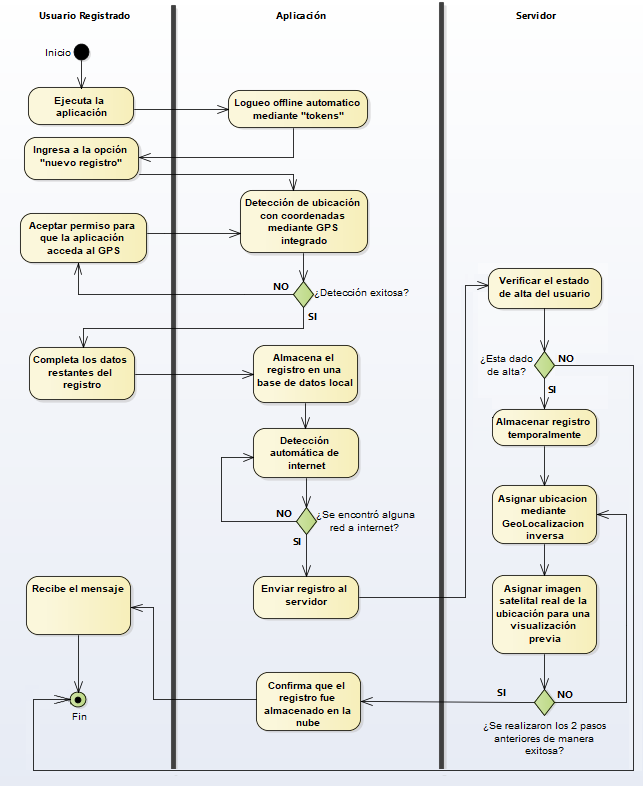 Usuario Registrado
Aplicación
Servidor
Inicio
Ejecuta la
aplicación
Logueo offline automatico
mediante "tokens"
Ingresa a la opción
"nuevo registro"
Detección de ubicación
con coordenadas
mediante GPS
integrado
Aceptar permiso para
que la aplicación
acceda al GPS
NO
¿Detección exitosa?
SI
Completa los datos
restantes del
registro
Almacena el
registro en una
base de datos local
Detección
automática de
internet
NO
¿Se encontró alguna
red a internet?
SI
Enviar registro al
servidor
Verificar el estado
de alta del usuario
¿Esta dado
de alta?
NO
SI
Almacenar registro
temporalmente
Asignar ubicacion
mediante
GeoLocalizacion
inversa
Asignar imagen
satelital real de la
ubicación para una
visualización
previa
SI
NO
¿Se realizaron los 2 pasos
anteriores de manera
exitosa?
Confirma que el
registro fue
almacenado en la
nube
Recibe el mensaje
Fin